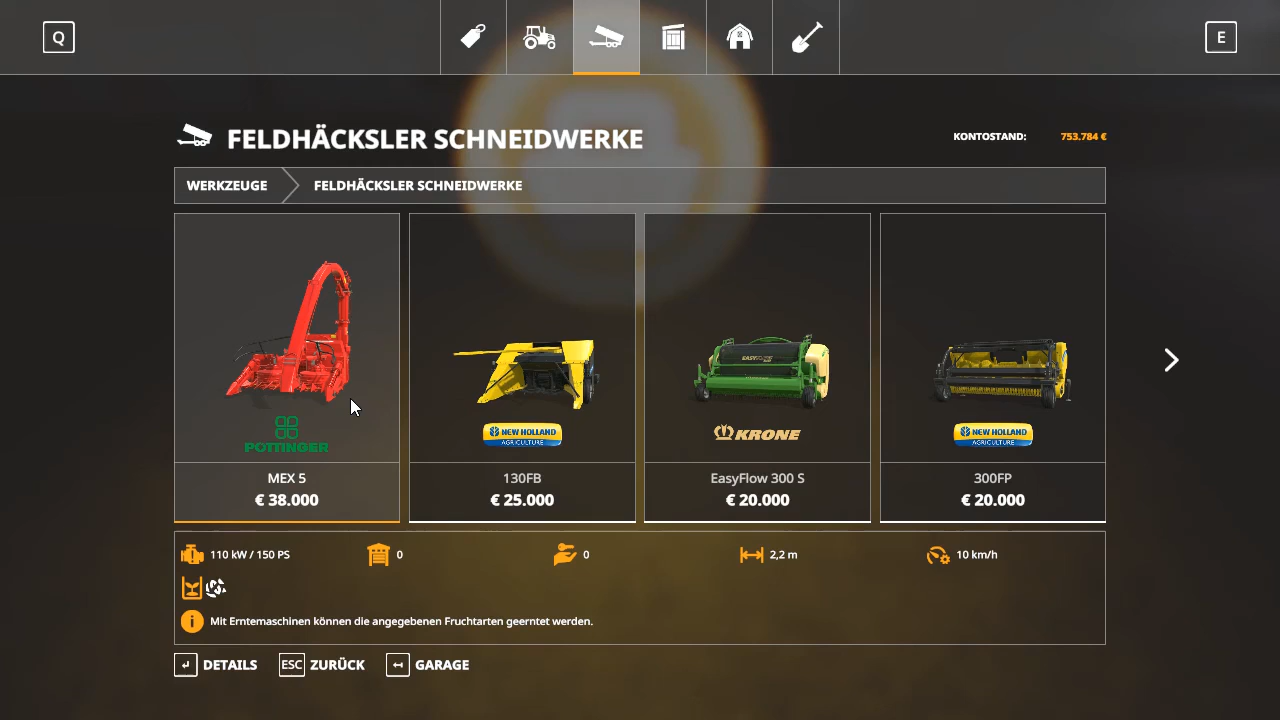 Q
E
FELDHÄCKSLER SCHNEIDWERKE
KONTOSTAND: 753.784 €
WERKZEUGE FELDHÄCKSLER SCHNEIDWERKE
PÖTTINGER
NEW HOLLAND
AGRICULTURE
EASYFLOW
KRONE
NEW HOLLAND
AGRICULTURE
MEX 5
€ 38.000
130FB
€ 25.000
EasyFlow 300 S
€ 20.000
300FP
€ 20.000
110 kW / 150 PS 0 0 2,2 m 10 km/h
i Mit Erntemaschinen können die angegebenen Fruchtarten geerntet werden.
↵ DETAILS ESC ZURÜCK ↤ GARAGE